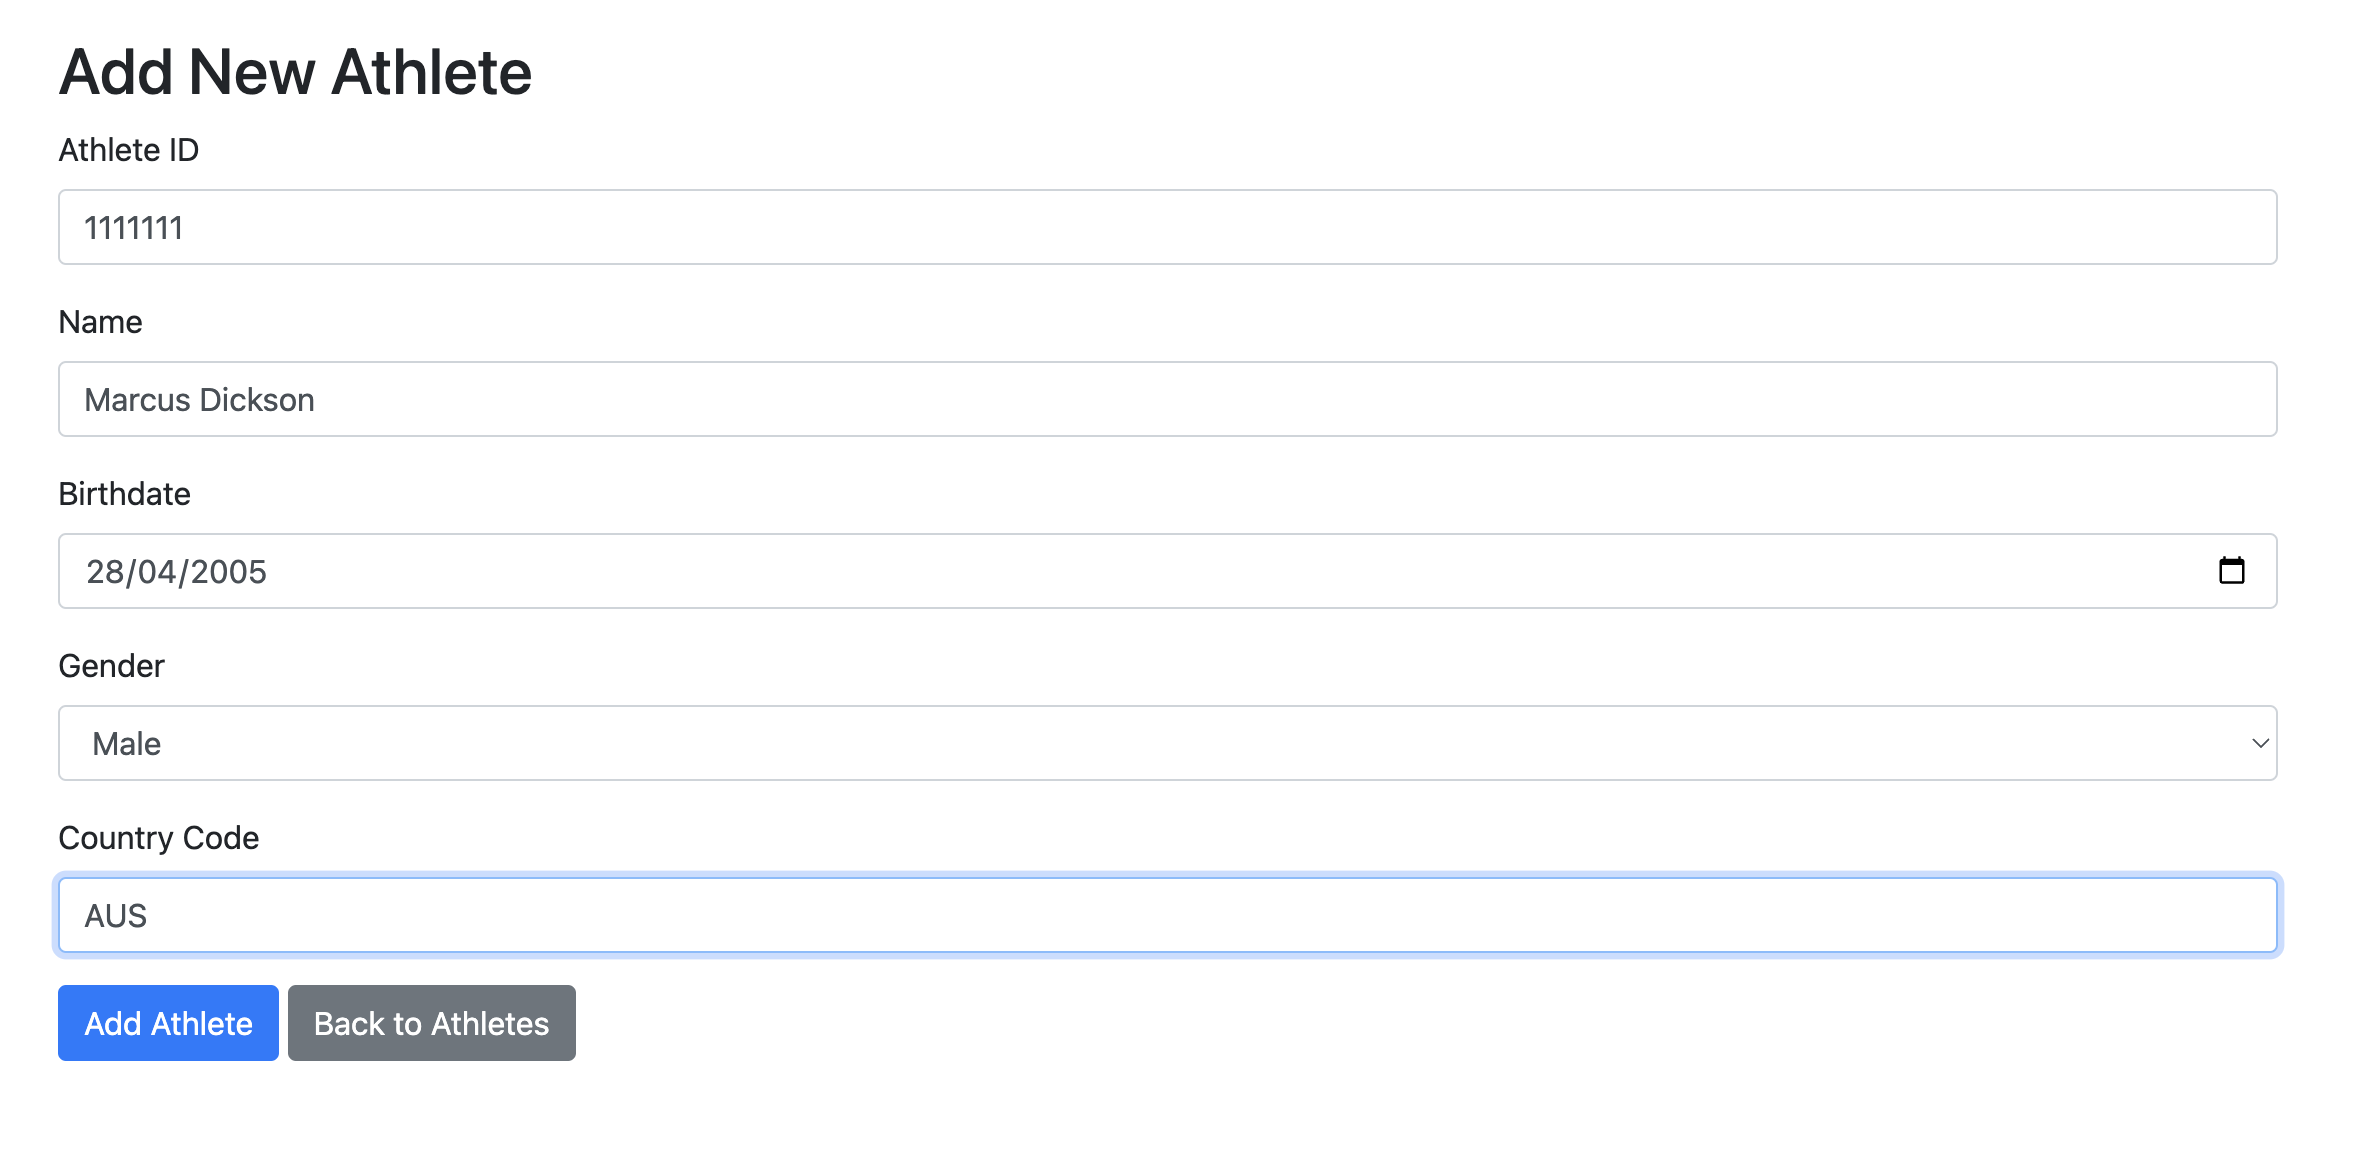 Add New Athlete
Athlete ID
1111111
Name
Marcus Dickson
Birthdate
28/04/2005
Gender
Male
Country Code
AUS
Add Athlete Back to Athletes